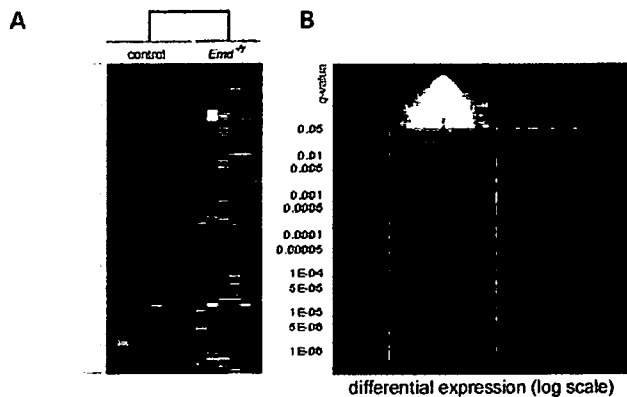 A
B
control
Emd-/y
q-value
0.05
0.01
0.005
0.001
0.0005
0.0001
0.00005
1E-04
5E-05
1E-05
5E-06
1E-06
differential expression (log scale)